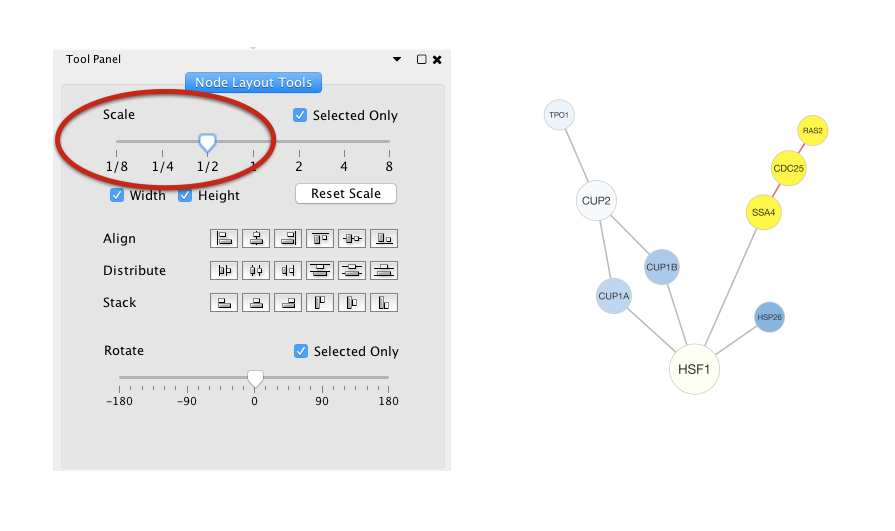 Tool Panel
Node Layout Tools
Scale
Selected Only
1/8 1/4 1/2 1 2 4 8
Width Height Reset Scale
Align
Distribute
Stack
Rotate
Selected Only
-180 -90 0 90 180
TPO1
RAS2
CDC25
CUP2
SSA4
CUP1B
CUP1A
HSP26
HSF1